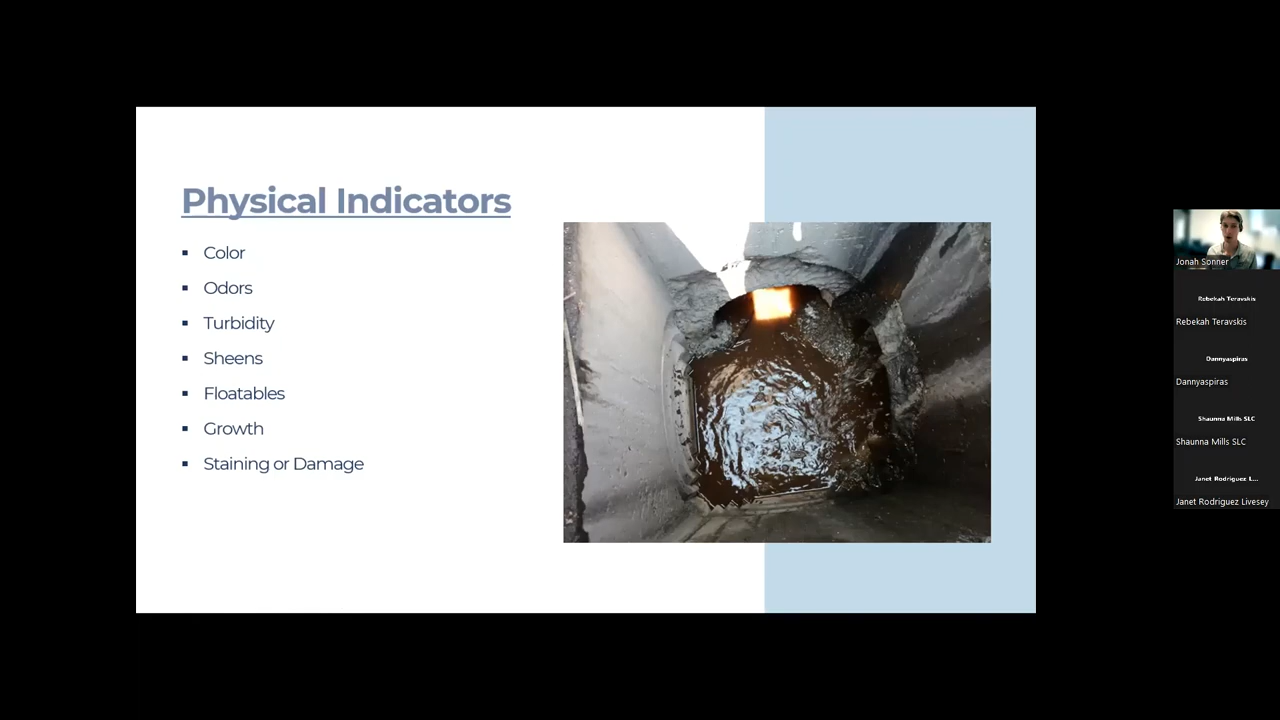 Physical Indicators
Color
Odors
Turbidity
Sheens
Floatables
Growth
Staining or Damage
Jonah Sonner
Rebekah Teravskis
Rebekah Teravskis
Dannyaspiras
Dannyaspiras
Shaunna Mills SLC
Shaunna Mills SLC
Janet Rodriguez L...
Janet Rodriguez Livesey